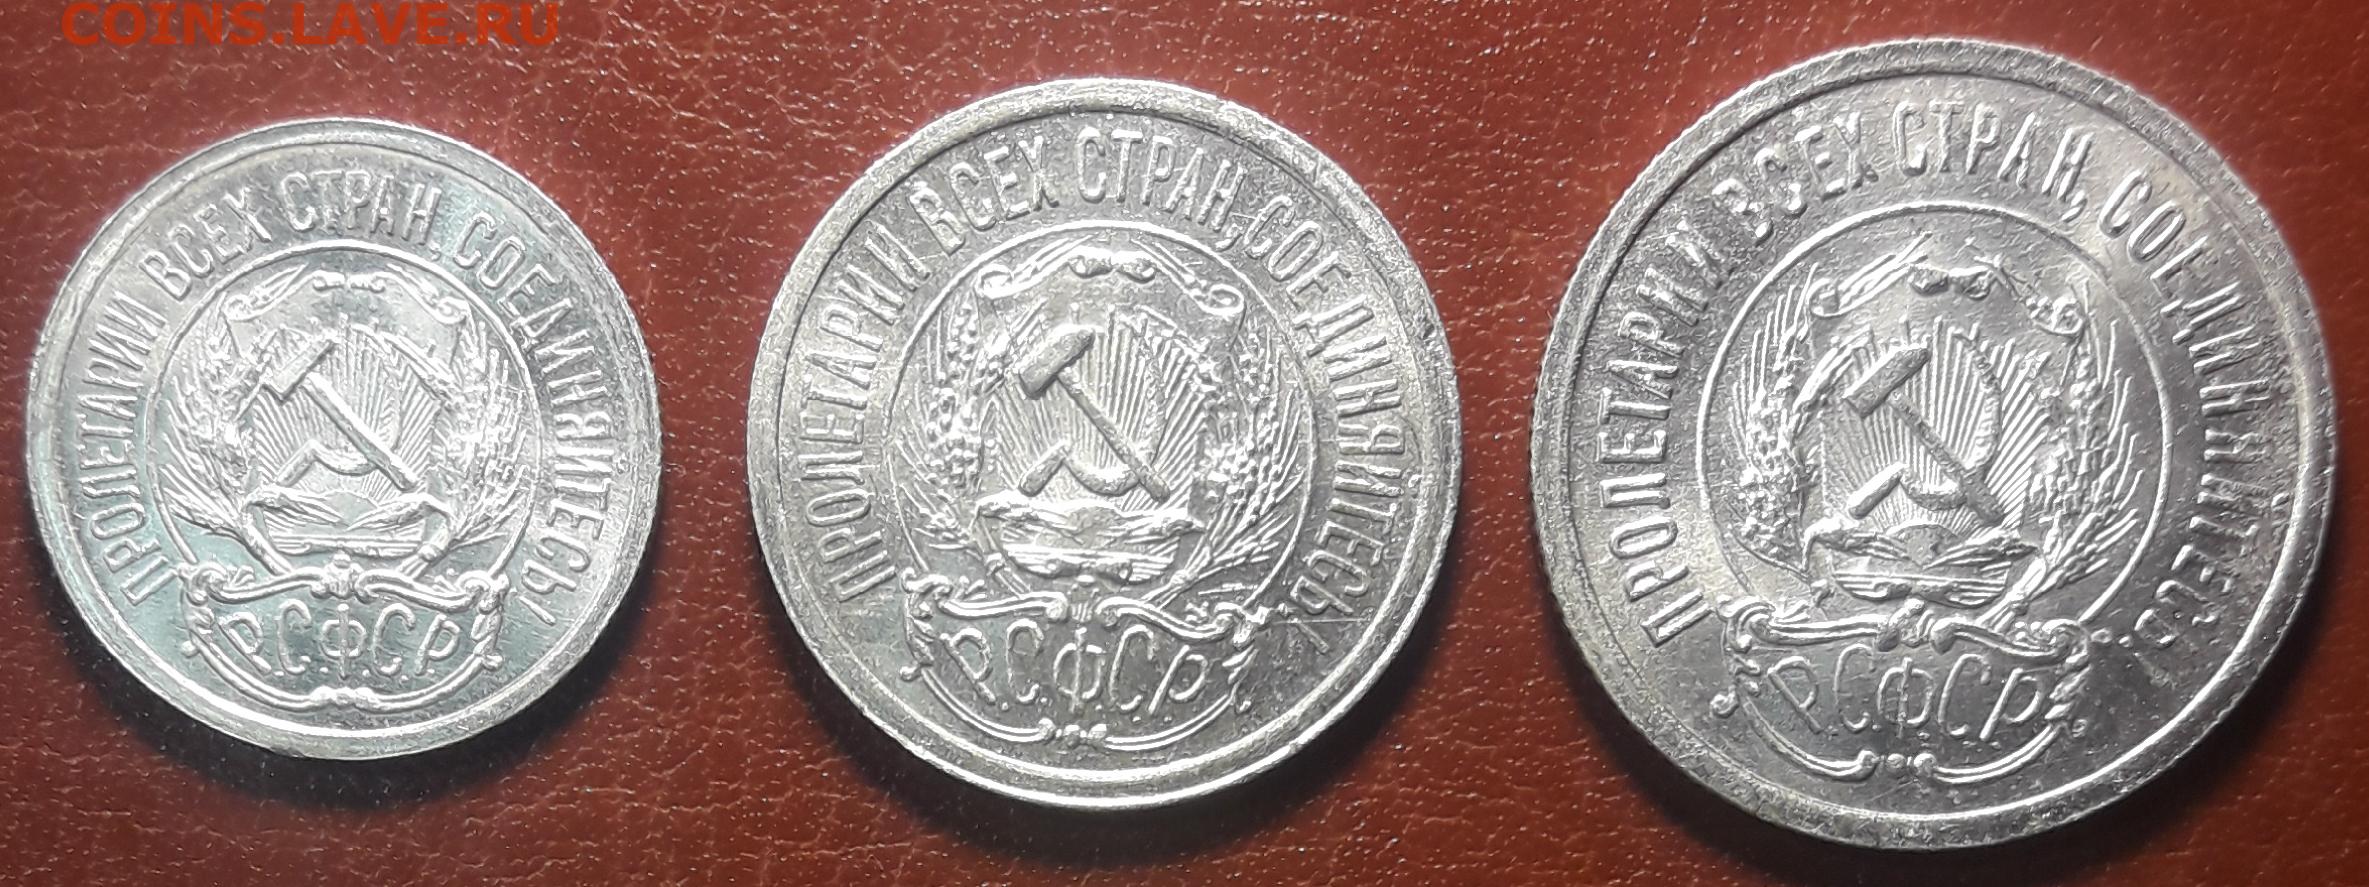 COINS.LAVE.RU
ПРОЛЕТАРИИ ВСЕХ СТРАН, СОЕДИНЯЙТЕСЬ!
Р.С.Ф.С.Р.
ПРОЛЕТАРИИ ВСЕХ СТРАН, СОЕДИНЯЙТЕСЬ!
Р.С.Ф.С.Р.
ПРОЛЕТАРИИ ВСЕХ СТРАН, СОЕДИНЯЙТЕСЬ!
Р.С.Ф.С.Р.